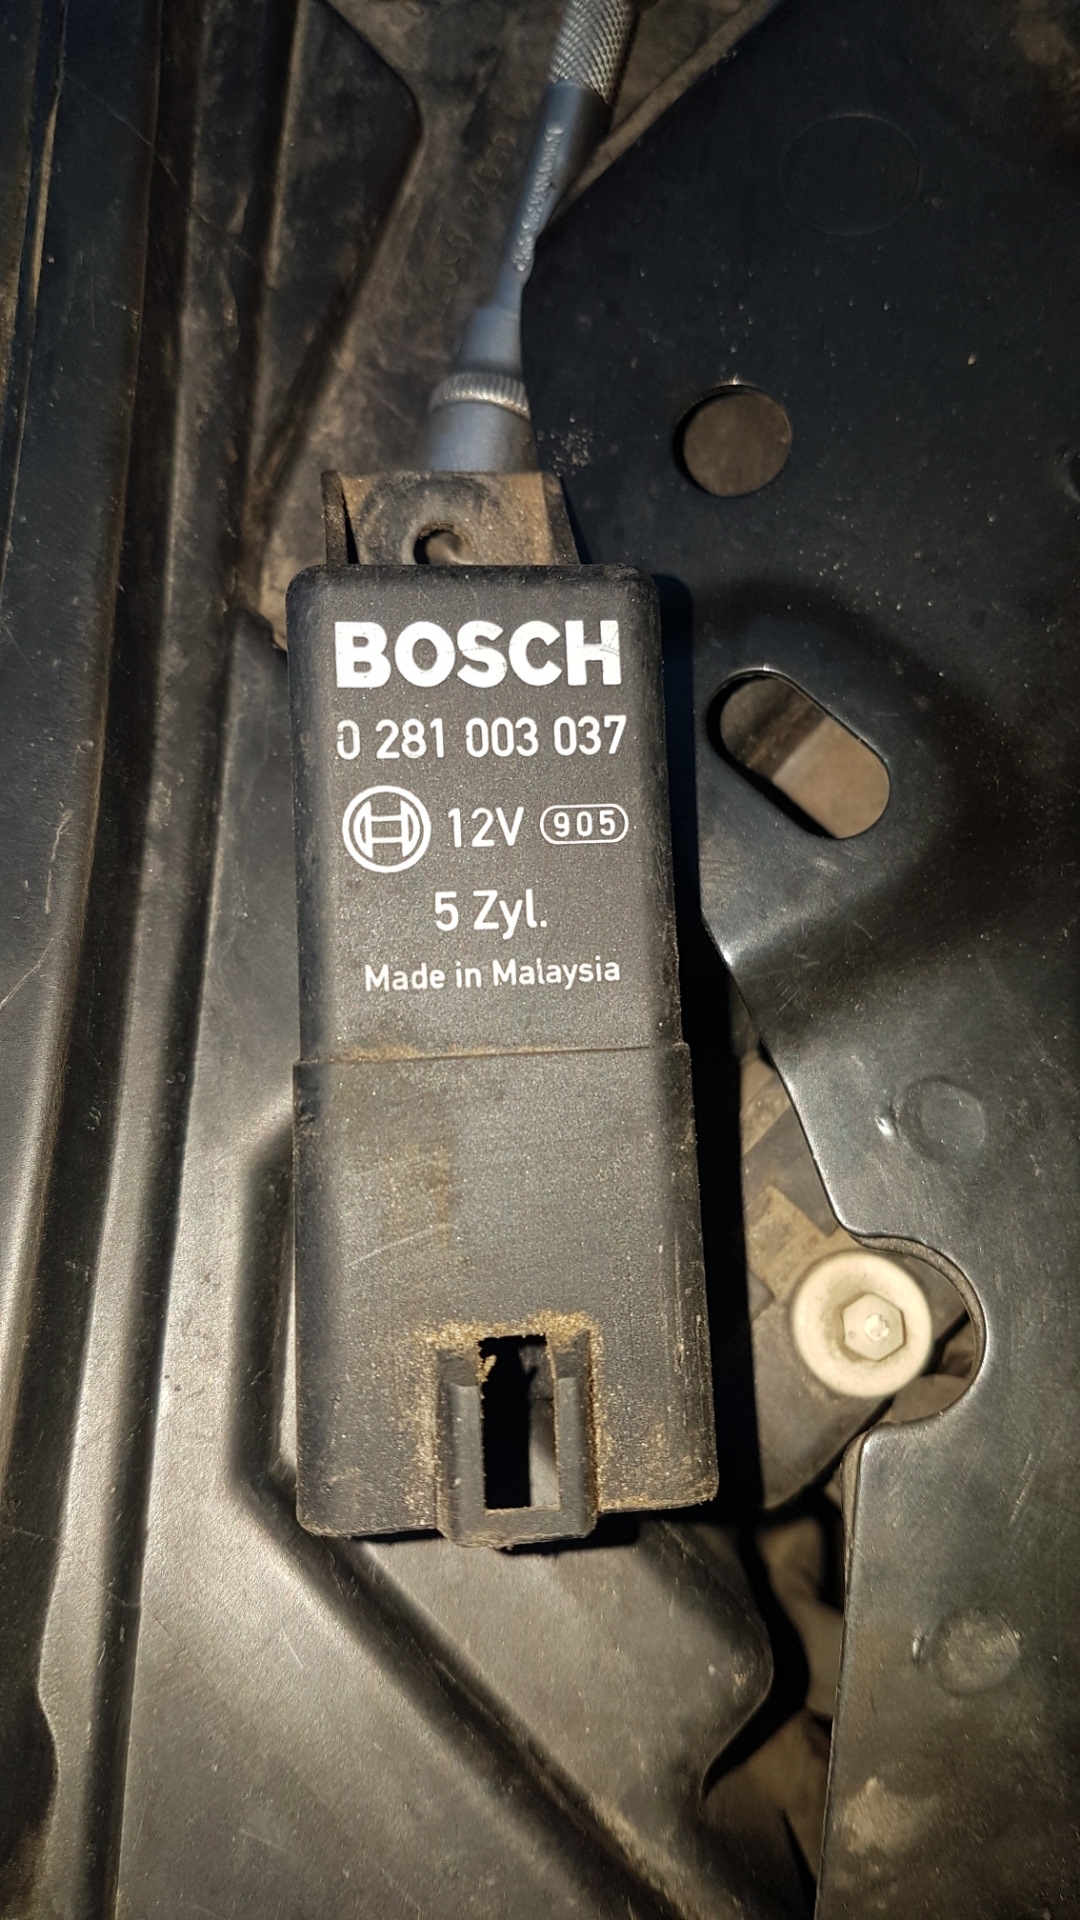 BOSCH
0 281 003 037
12V 905
5 Zyl.
Made in Malaysia